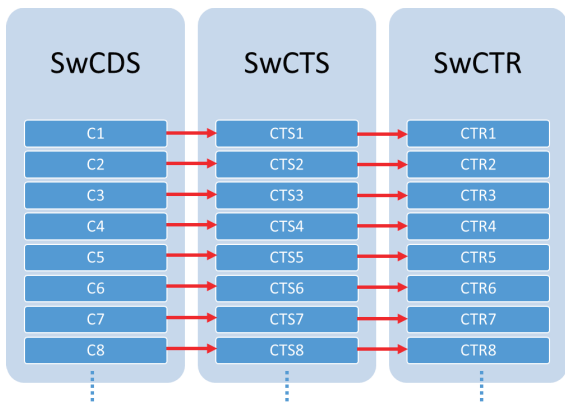 SwCDS SwCTS SwCTR
C1 CTS1 CTR1
C2 CTS2 CTR2
C3 CTS3 CTR3
C4 CTS4 CTR4
C5 CTS5 CTR5
C6 CTS6 CTR6
C7 CTS7 CTR7
C8 CTS8 CTR8